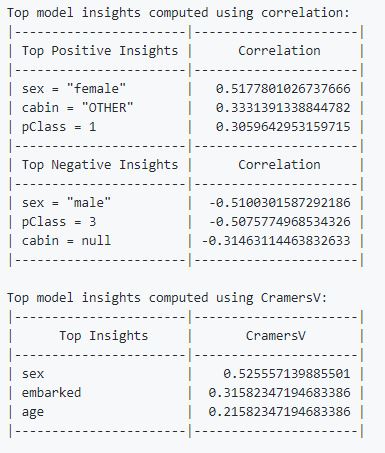 Top model insights computed using correlation:
|-----------------------|----------------------|
| Top Positive Insights |      Correlation     |
|-----------------------|----------------------|
| sex = "female"        |   0.5177801026737666 |
| cabin = "OTHER"       |   0.3331391338844782 |
| pClass = 1            |   0.3059642953159715 |
|-----------------------|----------------------|
| Top Negative Insights |      Correlation     |
|-----------------------|----------------------|
| sex = "male"          |  -0.5100301587292186 |
| pClass = 3            |  -0.5075774968534326 |
| cabin = null          | -0.31463114463832633 |
|-----------------------|----------------------|
Top model insights computed using CramersV:
|-----------------------|----------------------|
|      Top Insights     |       CramersV       |
|-----------------------|----------------------|
| sex                   |    0.525557139885501 |
| embarked              |  0.31582347194683386 |
| age                   |  0.21582347194683386 |
|-----------------------|----------------------|